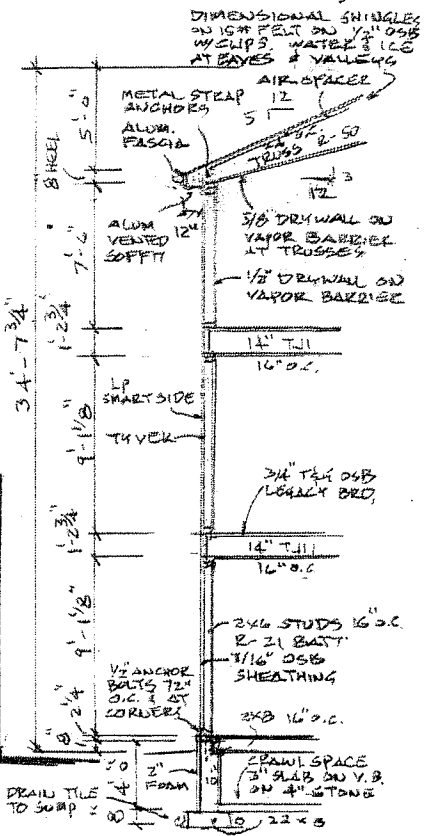 DIMENSIONAL SHINGLES
ON 15# FELT ON 1/2" OSB
W/CLIPS. WATER & ICE
AT EAVES & VALLEYS
AIR SPACER
METAL STRAP
ANCHORS
ALUM.
FASCIA
12
5
TRUSS R-50
3
12
8 HEEL
5'-0"
ALUM
VENTED
SOFFIT
12"
5/8" DRYWALL ON
VAPOR BARRIER
AT TRUSSES
1/2" DRYWALL ON
VAPOR BARRIER
7'-6"
1'-2 3/4"
14" TJI
16" O.C.
34'-7 3/4"
LP
SMARTSIDE
TYVEK
9'-1 1/8"
3/4" T&G OSB
LEGACY BRD.
1'-2 3/4"
14" TJI
16" O.C.
9'-1 1/8"
2x6 STUDS 16" O.C.
R-21 BATT
7/16" OSB
SHEATHING
1/2" ANCHOR
BOLTS 72"
O.C. & AT
CORNERS
2x8 16" O.C.
2"
FOAM
10"
CRAWL SPACE
3" SLAB ON V.B.
ON 4" STONE
DRAIN TILE
TO SUMP
8